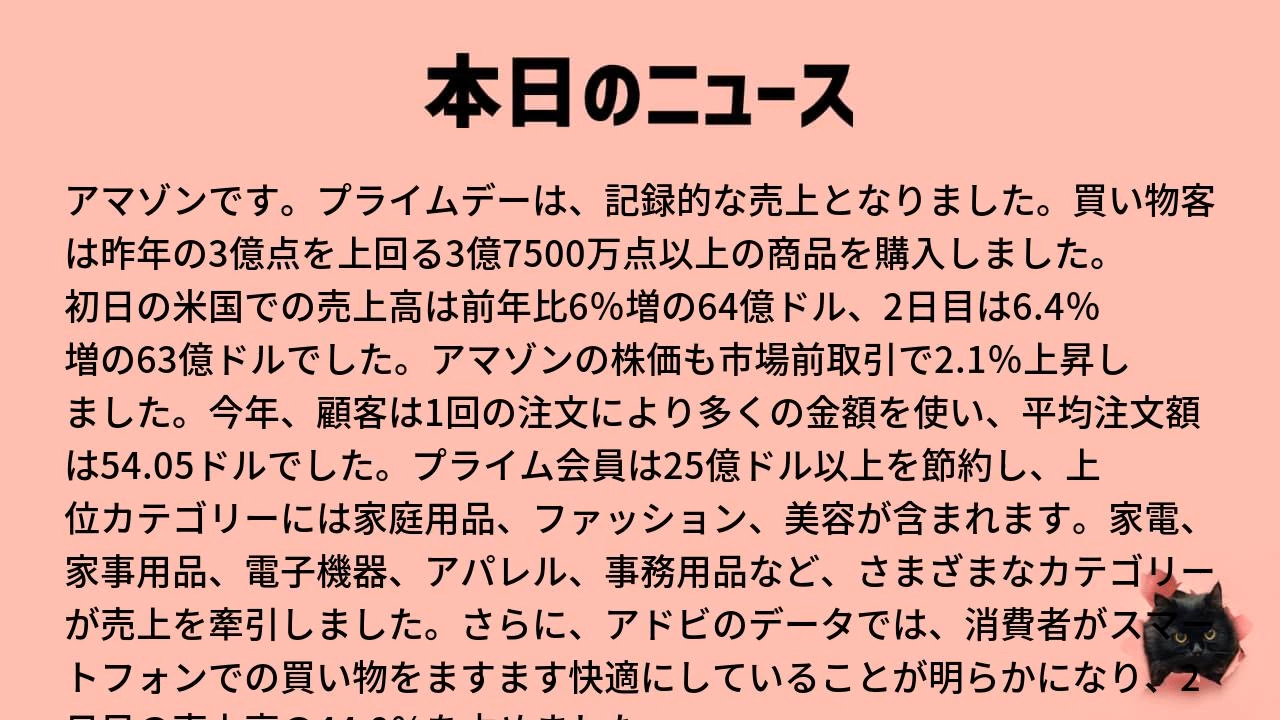 本日のニュース
アマゾンです。プライムデーは、記録的な売上となりました。買い物客
は昨年の3億点を上回る3億7500万点以上の商品を購入しました。
初日の米国での売上高は前年比6%増の64億ドル、2日目は6.4%
増の63億ドルでした。アマゾンの株価も市場前取引で2.1%上昇し
ました。今年、顧客は1回の注文により多くの金額を使い、平均注文額
は54.05ドルでした。プライム会員は25億ドル以上を節約し、上
位カテゴリーには家庭用品、ファッション、美容が含まれます。家電、
家事用品、電子機器、アパレル、事務用品など、さまざまなカテゴリー
が売上を牽引しました。さらに、アドビのデータでは、消費者がスマー
トフォンでの買い物をますます快適にしていることが明らかになり、2